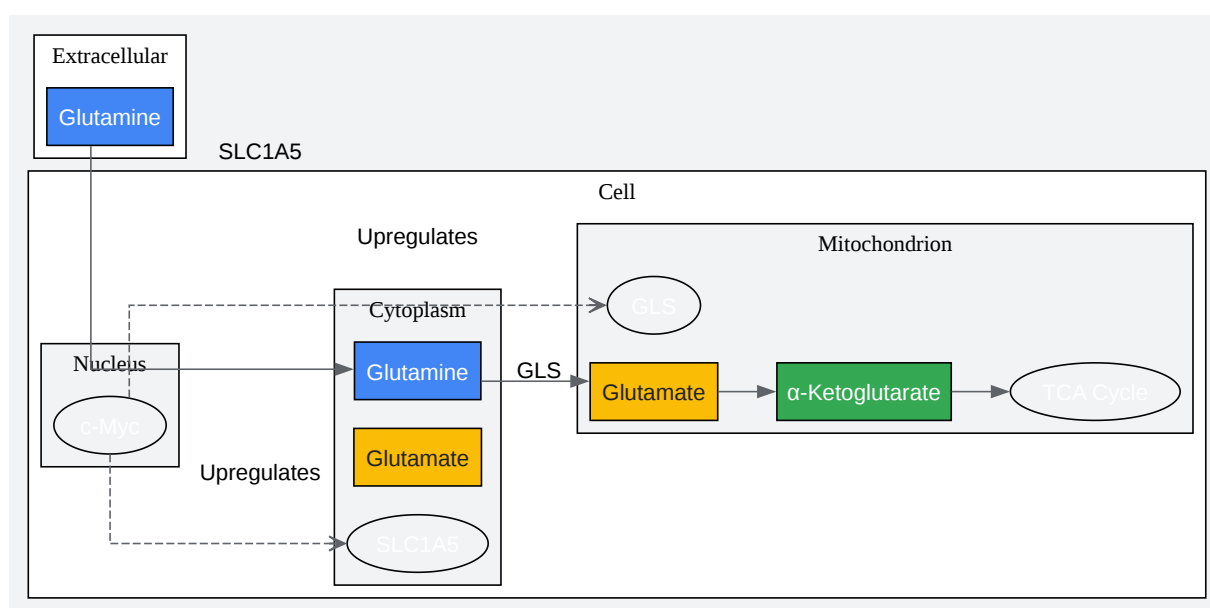 Extracellular
Glutamine
SLC1A5
Cell
Upregulates
Mitochondrion
GLS
Cytoplasm
Nucleus
Glutamine
GLS
Glutamate
α-Ketoglutarate
TCA Cycle
c-Myc
Glutamate
Upregulates
SLC1A5